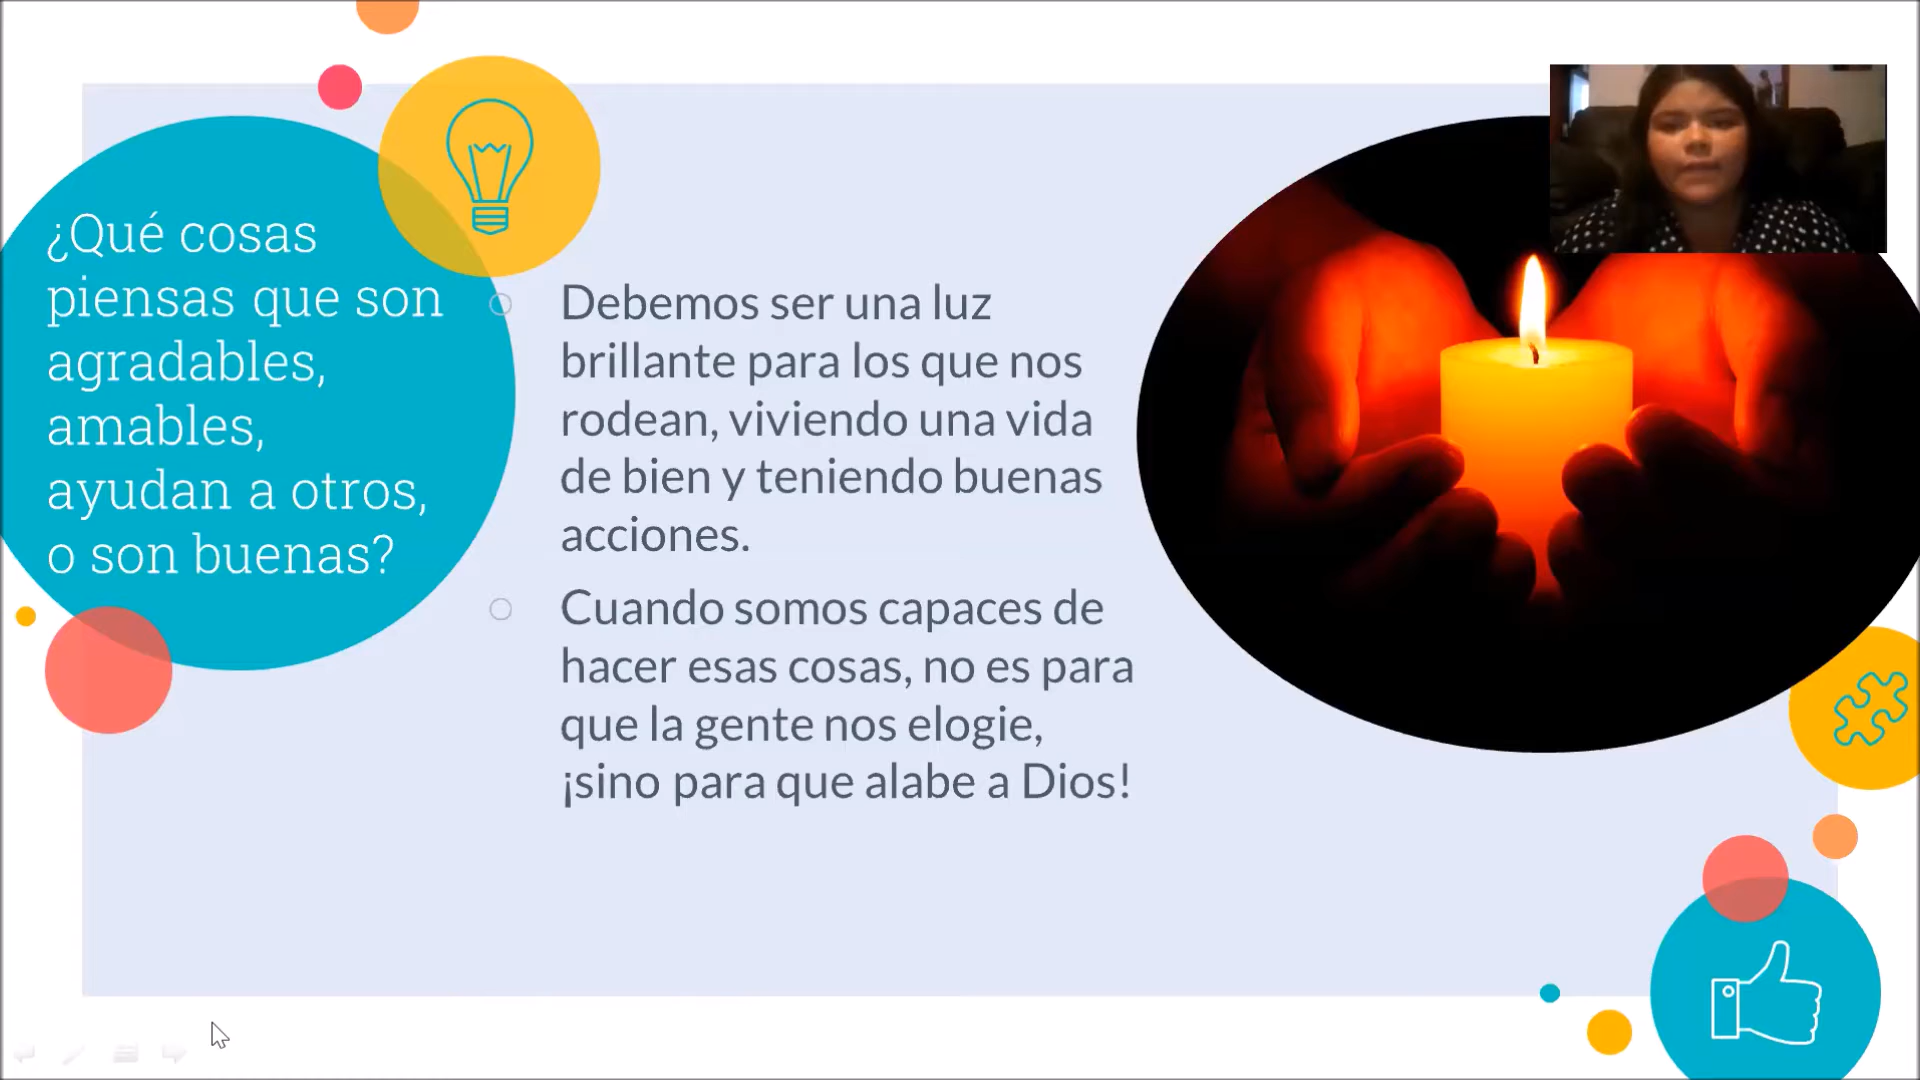 ¿Qué cosas
piensas que son
agradables,
amables,
ayudan a otros,
o son buenas?
Debemos ser una luz
brillante para los que nos
rodean, viviendo una vida
de bien y teniendo buenas
acciones.
Cuando somos capaces de
hacer esas cosas, no es para
que la gente nos elogie,
¡sino para que alabe a Dios!